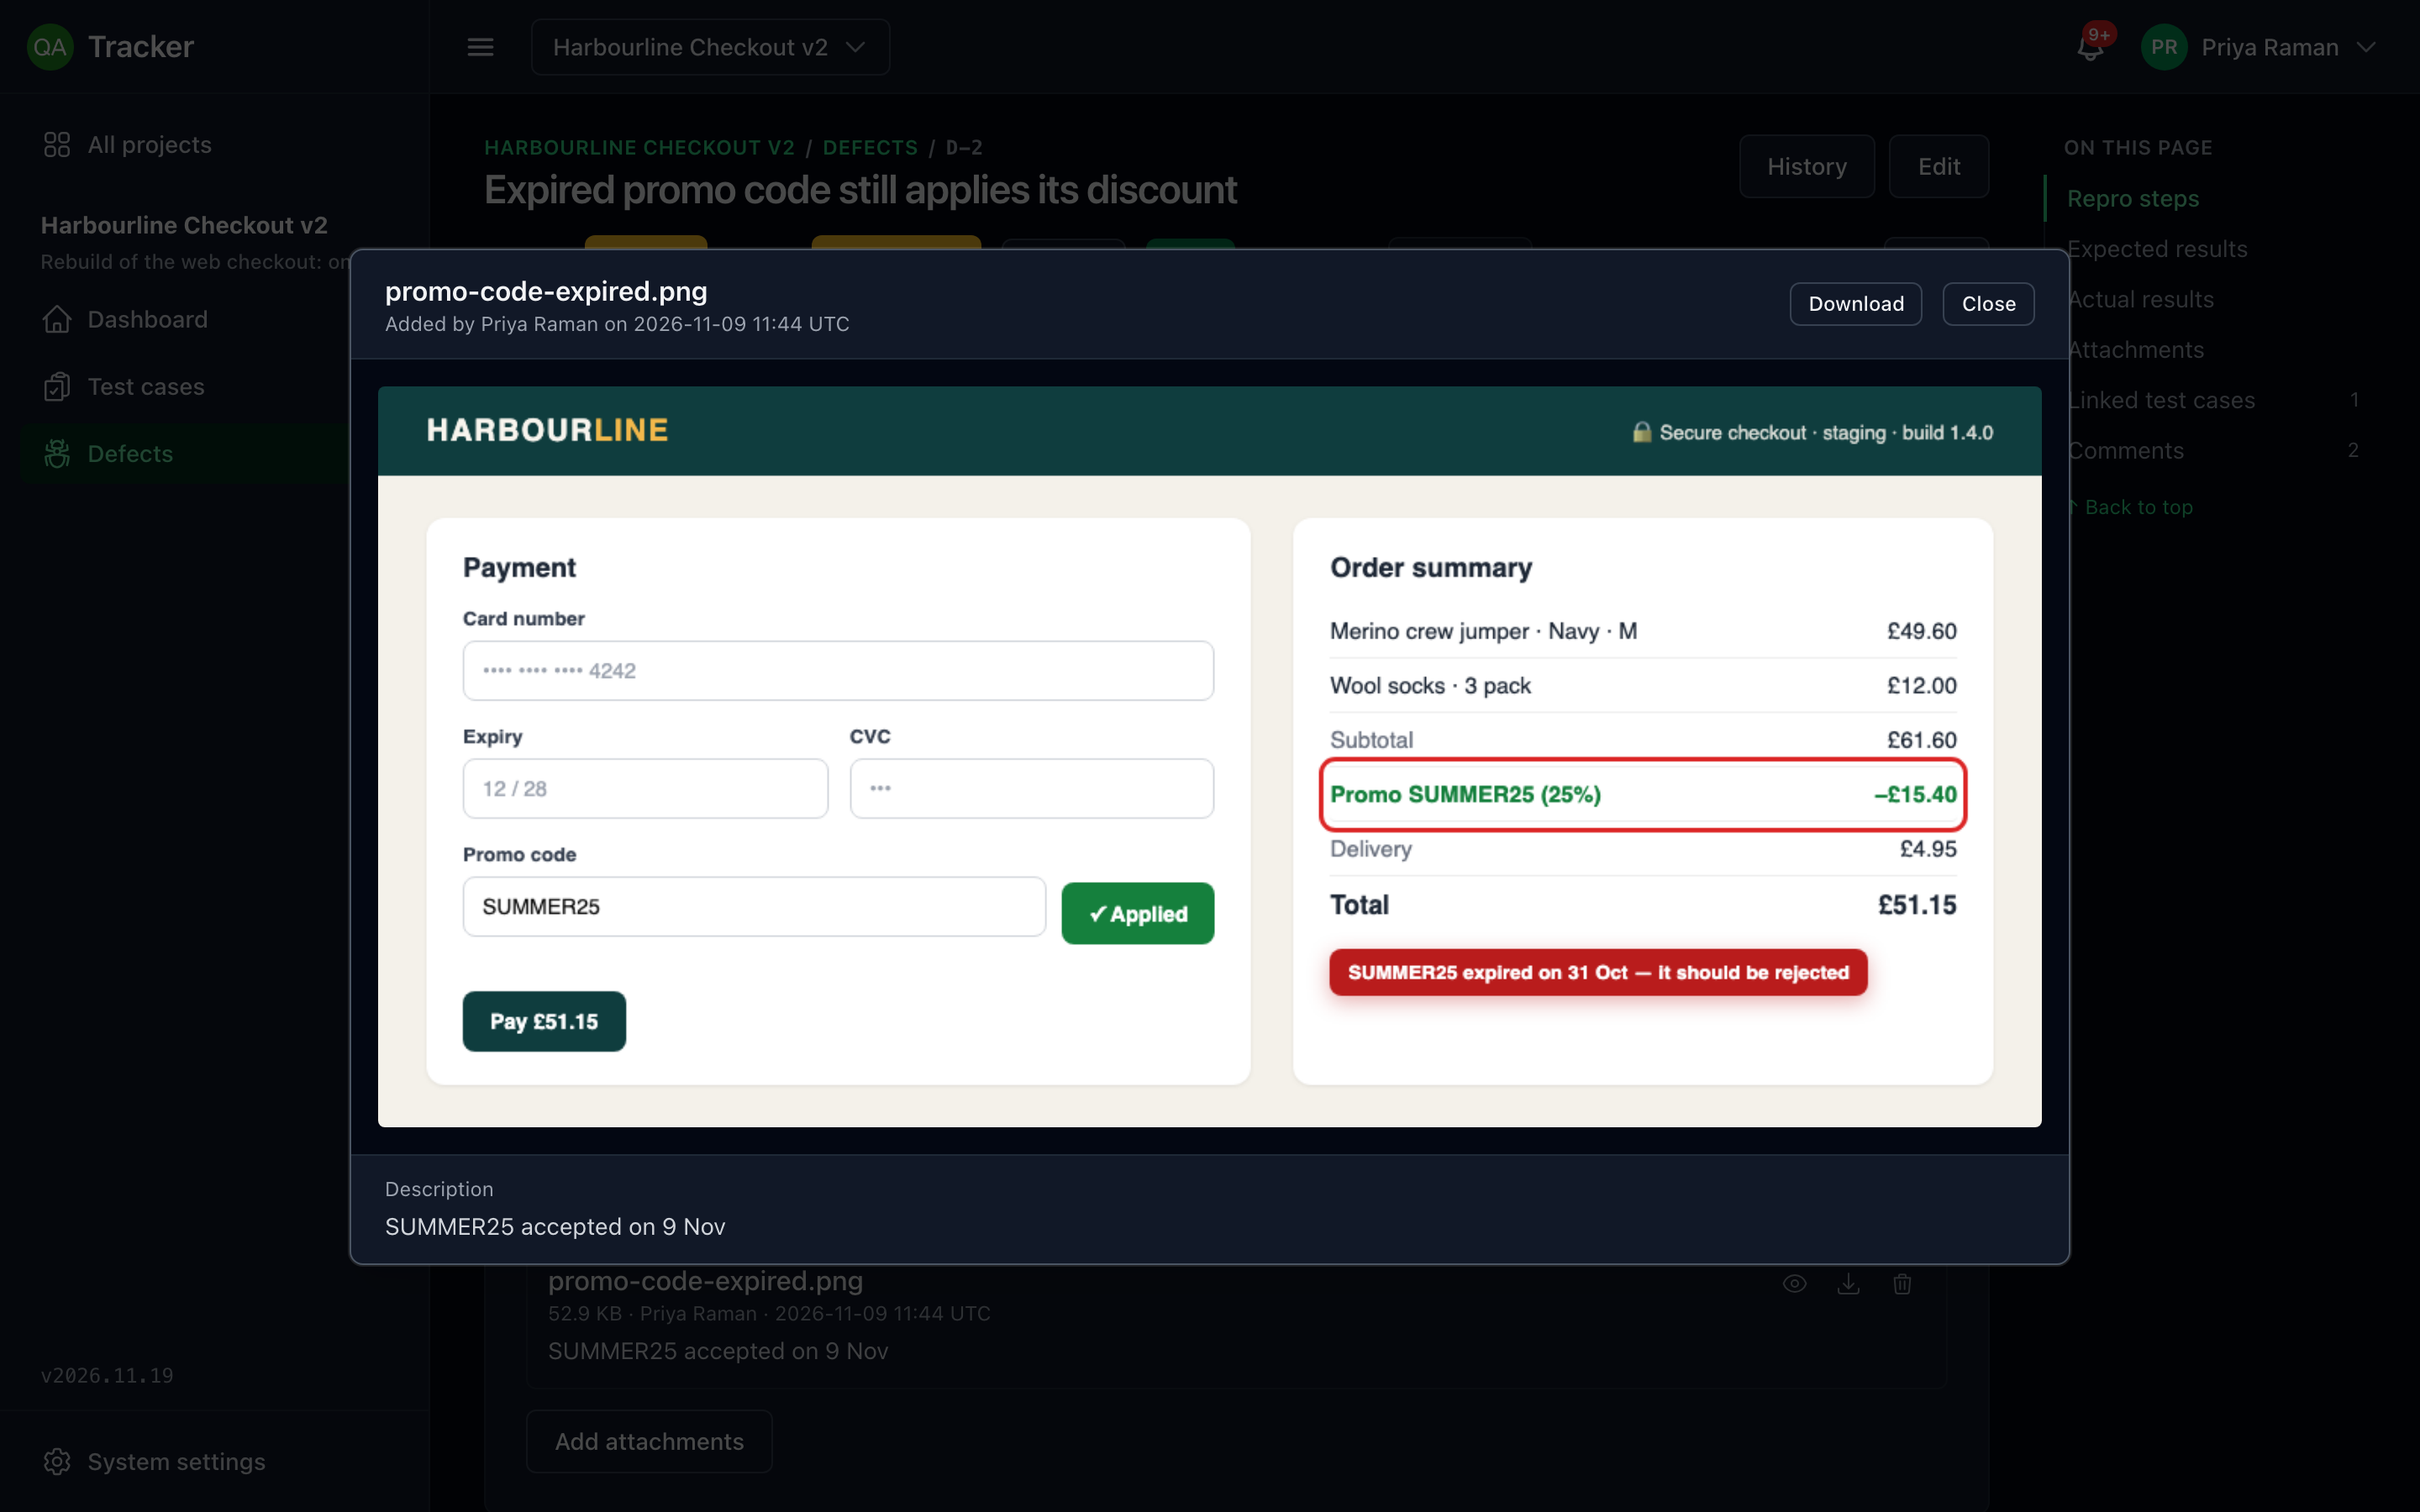 QA Tracker
Harbourline Checkout v2
9+
PR Priya Raman
All projects
Harbourline Checkout v2
Rebuild of the web checkout: on
Dashboard
Test cases
Defects
v2026.11.19
System settings
HARBOURLINE CHECKOUT V2 / DEFECTS / D-2
Expired promo code still applies its discount
History
Edit
ON THIS PAGE
Repro steps
Expected results
Actual results
Attachments
Linked test cases 1
Comments 2
↑ Back to top
promo-code-expired.png
Added by Priya Raman on 2026-11-09 11:44 UTC
Download
Close
HARBOURLINE
Secure checkout · staging · build 1.4.0
Payment
Card number
•••• •••• •••• 4242
Expiry
CVC
12 / 28
•••
Promo code
SUMMER25
✓ Applied
Pay £51.15
Order summary
Merino crew jumper · Navy · M £49.60
Wool socks · 3 pack £12.00
Subtotal £61.60
Promo SUMMER25 (25%) −£15.40
Delivery £4.95
Total £51.15
SUMMER25 expired on 31 Oct — it should be rejected
Description
SUMMER25 accepted on 9 Nov
promo-code-expired.png
52.9 KB · Priya Raman · 2026-11-09 11:44 UTC
SUMMER25 accepted on 9 Nov
Add attachments